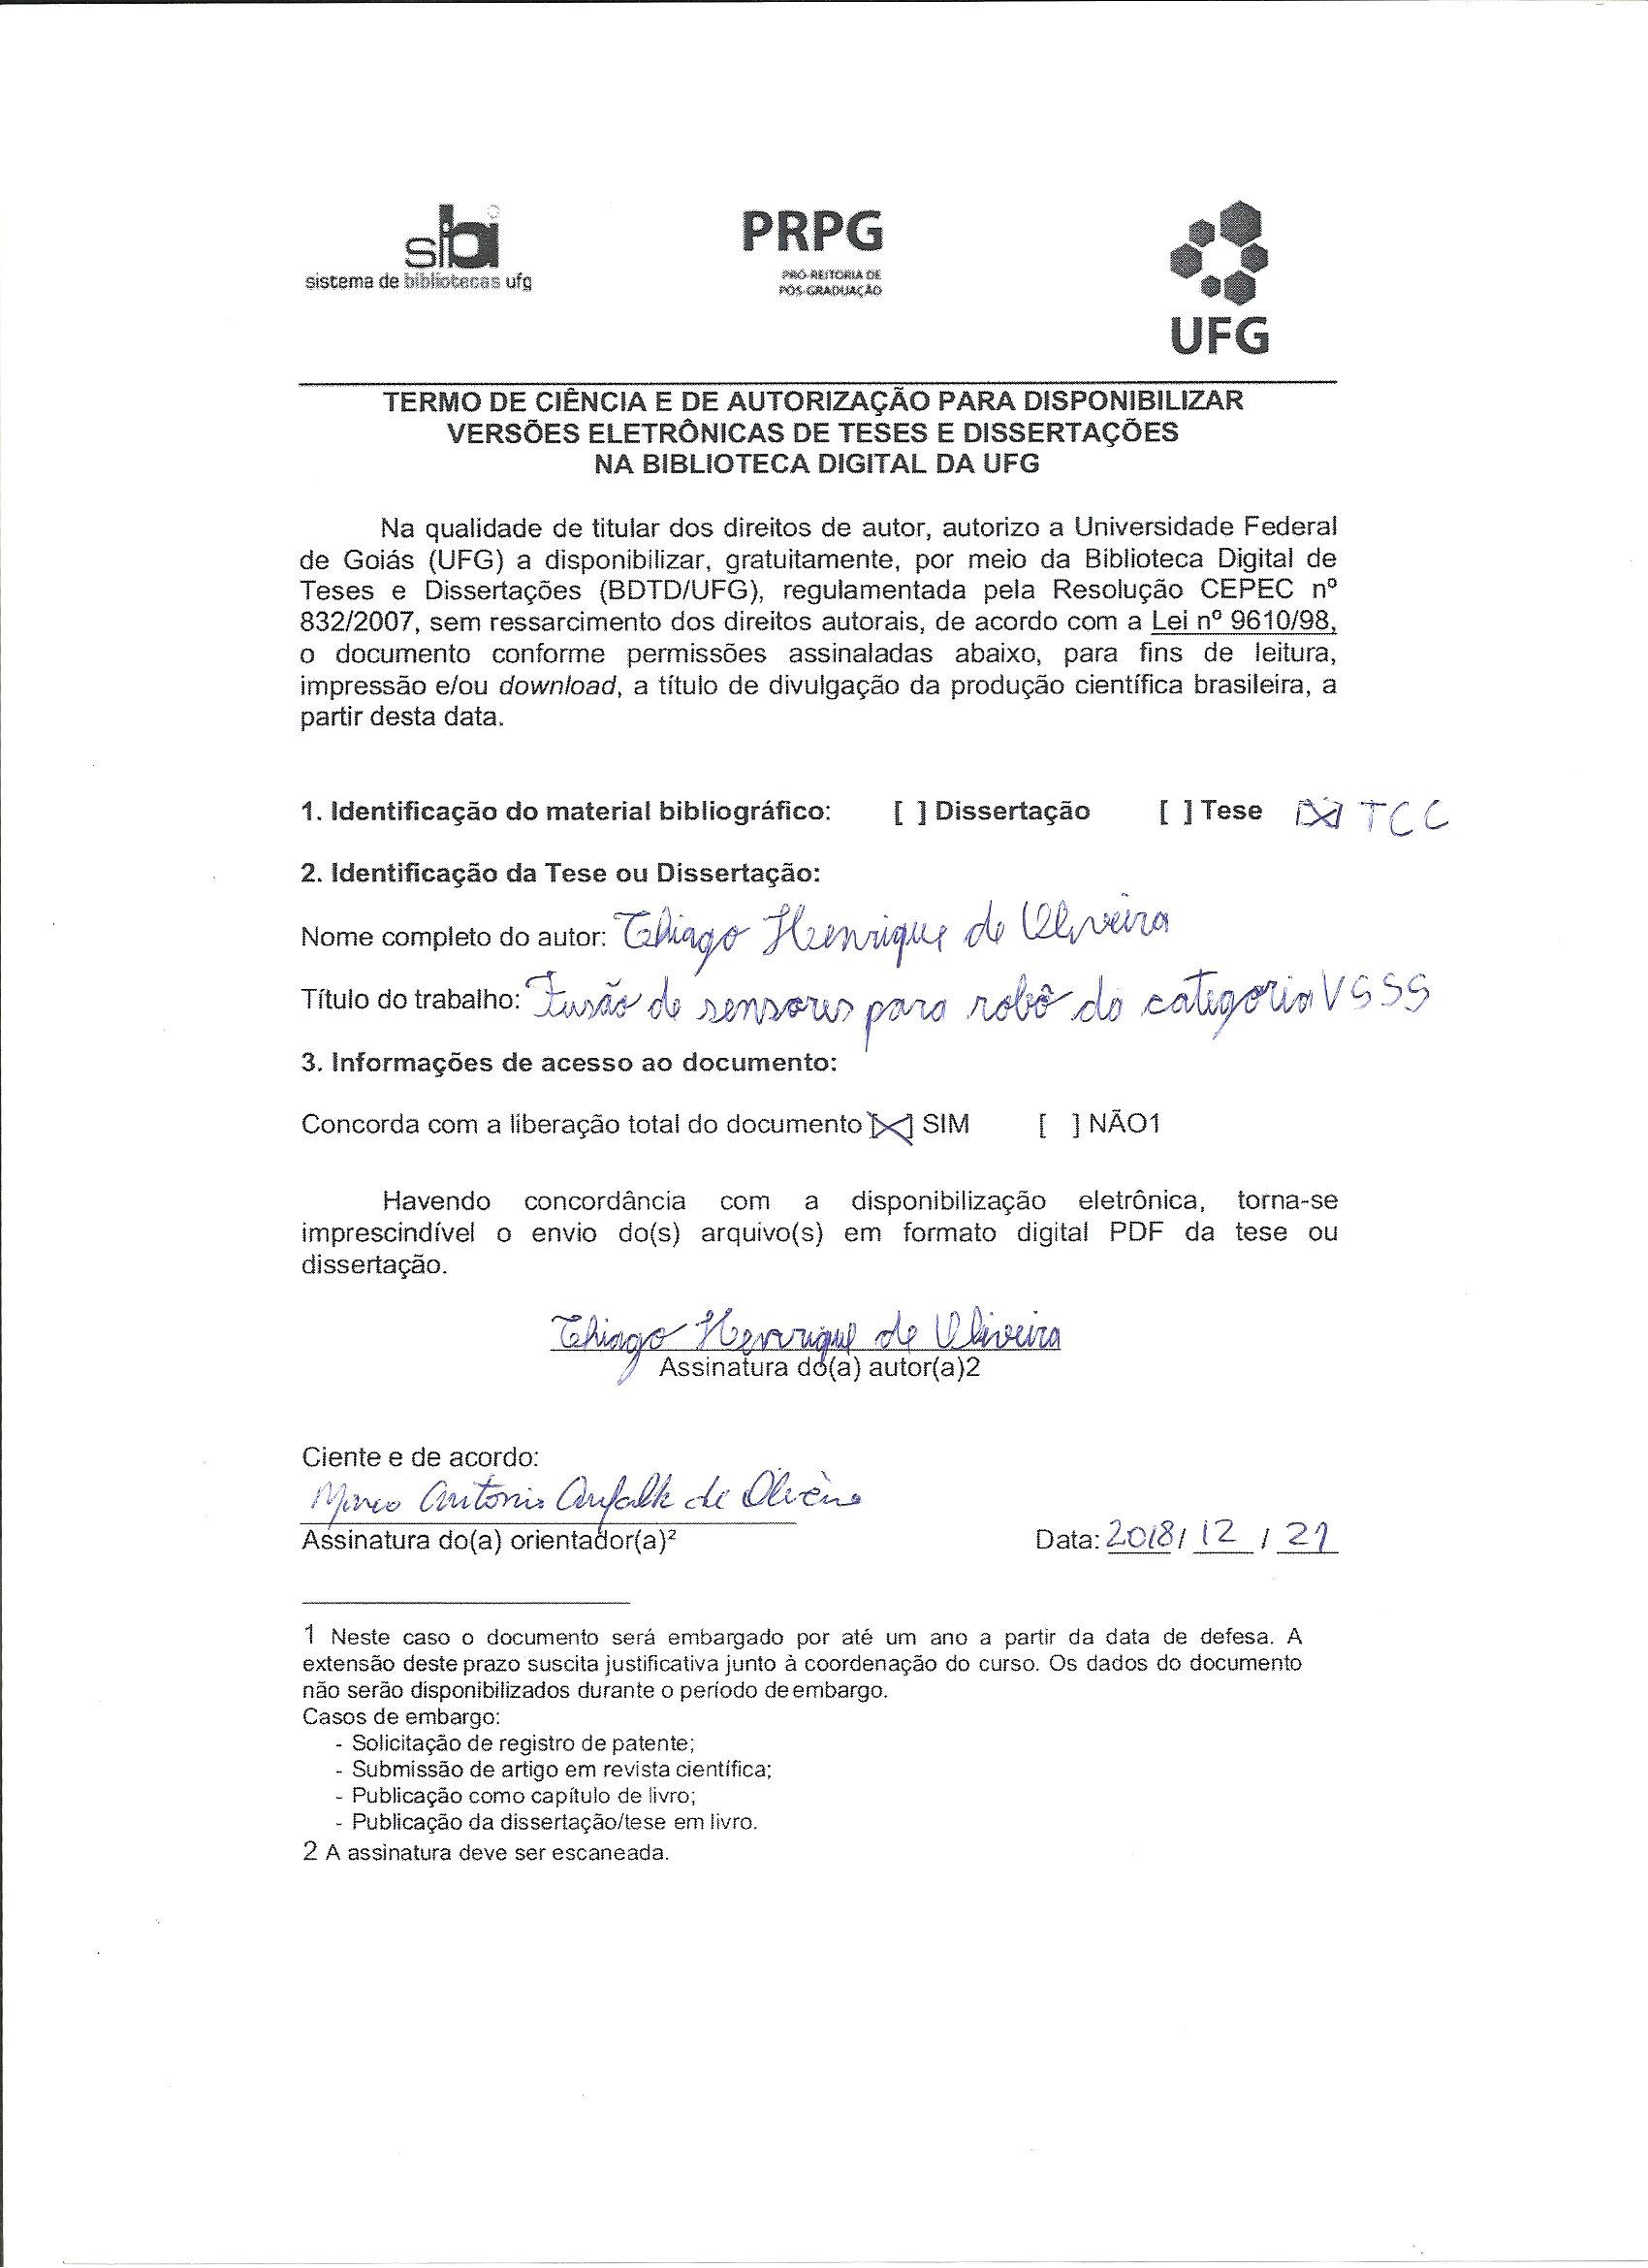 sibi
sistema de bibliotecas ufg
PRPG
PRÓ-REITORIA DE
PÓS-GRADUAÇÃO
UFG
TERMO DE CIÊNCIA E DE AUTORIZAÇÃO PARA DISPONIBILIZAR
VERSÕES ELETRÔNICAS DE TESES E DISSERTAÇÕES
NA BIBLIOTECA DIGITAL DA UFG
Na qualidade de titular dos direitos de autor, autorizo a Universidade Federal
de Goiás (UFG) a disponibilizar, gratuitamente, por meio da Biblioteca Digital de
Teses e Dissertações (BDTD/UFG), regulamentada pela Resolução CEPEC nº
832/2007, sem ressarcimento dos direitos autorais, de acordo com a Lei nº 9610/98,
o documento conforme permissões assinaladas abaixo, para fins de leitura,
impressão e/ou download, a título de divulgação da produção científica brasileira, a
partir desta data.
1. Identificação do material bibliográfico: [ ] Dissertação [ ] Tese [X] TCC
2. Identificação da Tese ou Dissertação:
Nome completo do autor: Thiago Henrique de Oliveira
Título do trabalho: Fusão de sensores para robô da categoria VSSS
3. Informações de acesso ao documento:
Concorda com a liberação total do documento [X] SIM [ ] NÃO1
Havendo concordância com a disponibilização eletrônica, torna-se
imprescindível o envio do(s) arquivo(s) em formato digital PDF da tese ou
dissertação.
Thiago Henrique de Oliveira
Assinatura do(a) autor(a)2
Ciente e de acordo:
Marco Antonio de Oliveira
Assinatura do(a) orientador(a)² Data: 2018 / 12 / 21
1 Neste caso o documento será embargado por até um ano a partir da data de defesa. A
extensão deste prazo suscita justificativa junto à coordenação do curso. Os dados do documento
não serão disponibilizados durante o período de embargo.
Casos de embargo:
- Solicitação de registro de patente;
- Submissão de artigo em revista científica;
- Publicação como capítulo de livro;
- Publicação da dissertação/tese em livro.
2 A assinatura deve ser escaneada.